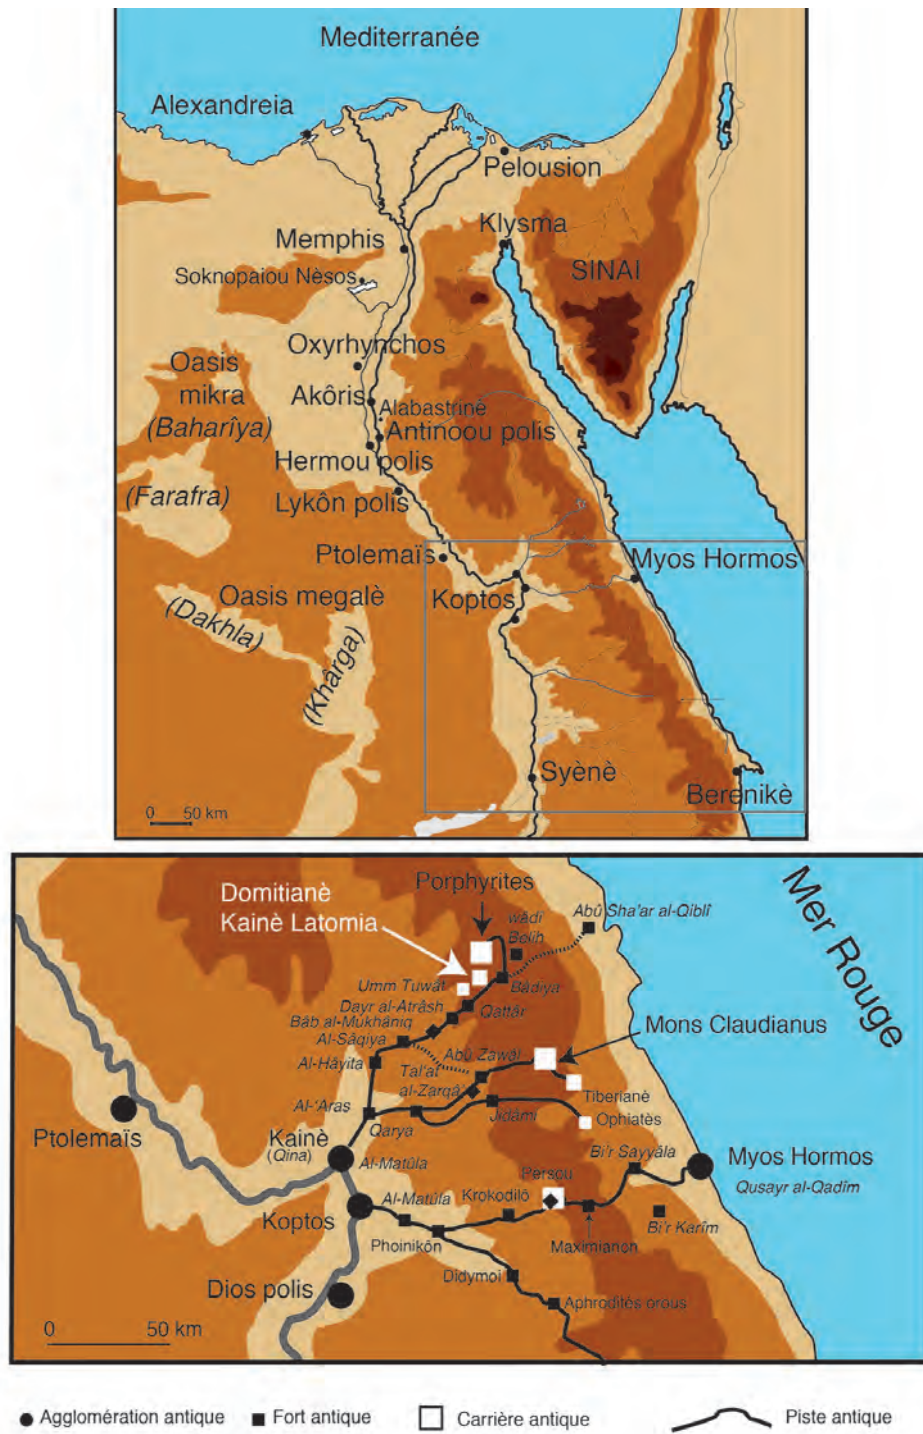 Mediterranée
Alexandreia
Pelousion
Klysma
Memphis
SINAI
Soknopaiou Nèsos
Oxyrhynchos
Oasis
mikra
(Baharîya)
Akôris
Alabastrinè
Antinoou polis
Hermou polis
(Farafra)
Lykôn polis
Ptolemaïs
Myos Hormos
Oasis megalè
Koptos
(Dakhla)
(Khârga)
Syènè
Berenikè
0 50 km
Domitianè
Kainè Latomia
Porphyrites
wâdi
Belih
Abû Sha'ar al-Qiblî
Mer Rouge
Umm Tuwât
Bâdiya
Dayr al-Atrâsh
Qattâr
Bâb al-Mukhâniq
Al-Sâqiya
Mons Claudianus
Al-Hâyita
Abû Zawal
Tal'at
al-Zarqâ'
Tiberianè
Al-'Aras
Ophiatès
Ptolemaïs
Qarya
Jidâmi
Kainè
(Qina)
Al-Matûla
Bi'r Sayyâla
Myos Hormos
Qusayr al-Qadîm
Persou
Krokodilô
Al-Matûla
Koptos
Bi'r Karîm
Phoinikôn
Maximianon
Didymoi
Dios polis
Aphroditès orous
0 50 km
Agglomération antique Fort antique Carrière antique Piste antique